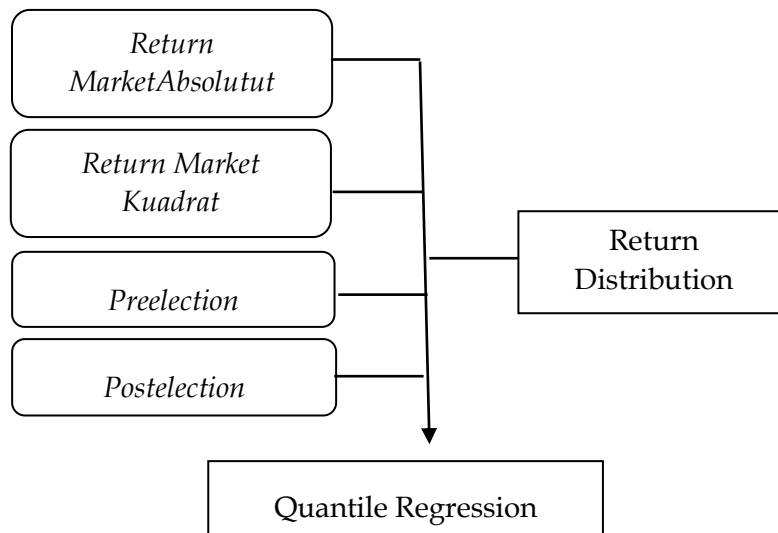 Return
MarketAbsolutut
Return Market
Kuadrat
Preelection
Postelection
Return
Distribution
Quantile Regression